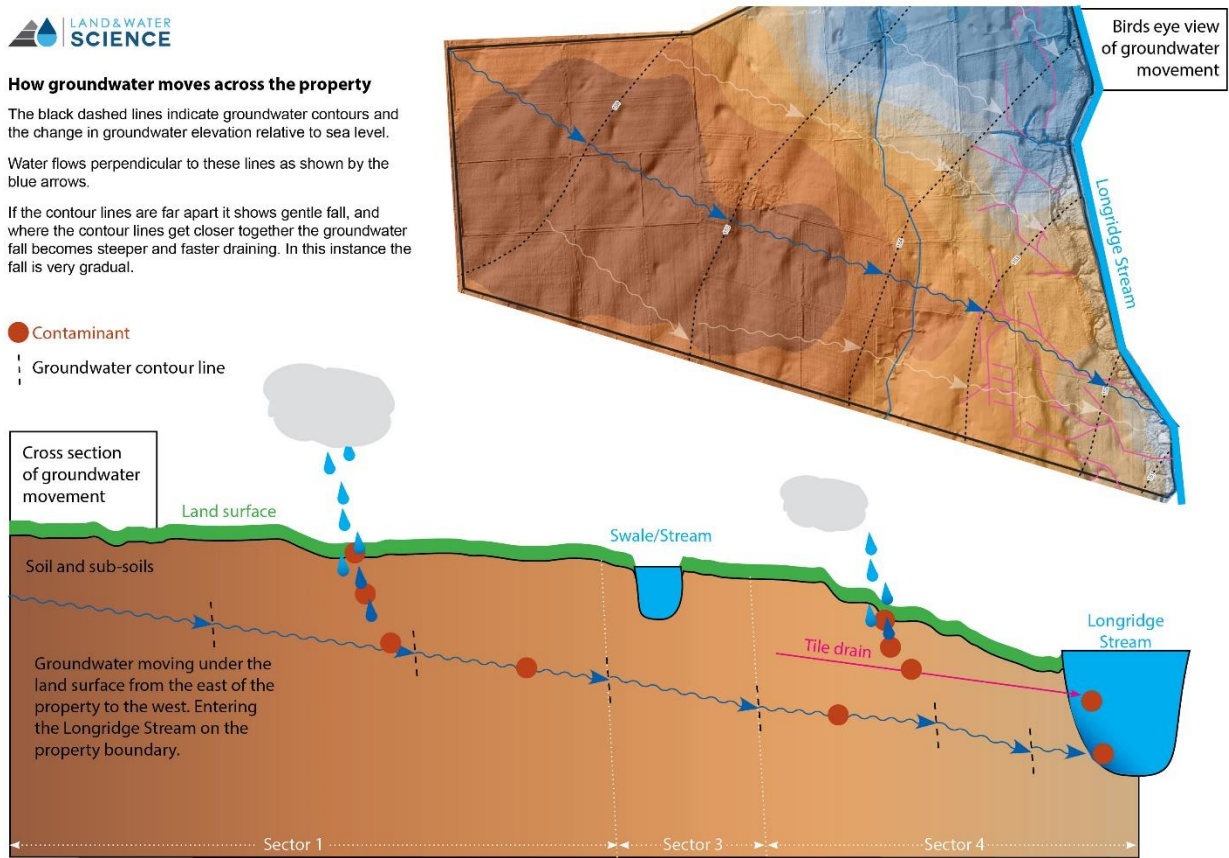 LAND&WATER
SCIENCE
How groundwater moves across the property
The black dashed lines indicate groundwater contours and
the change in groundwater elevation relative to sea level.
Water flows perpendicular to these lines as shown by the
blue arrows.
If the contour lines are far apart it shows gentle fall, and
where the contour lines get closer together the groundwater
fall becomes steeper and faster draining. In this instance the
fall is very gradual.
Contaminant
Groundwater contour line
Birds eye view
of groundwater
movement
Longridge Stream
Cross section
of groundwater
movement
Land surface
Soil and sub-soils
Swale/Stream
Tile drain
Longridge
Stream
Groundwater moving under the
land surface from the east of the
property to the west. Entering
the Longridge Stream on the
property boundary.
Sector 1
Sector 3
Sector 4